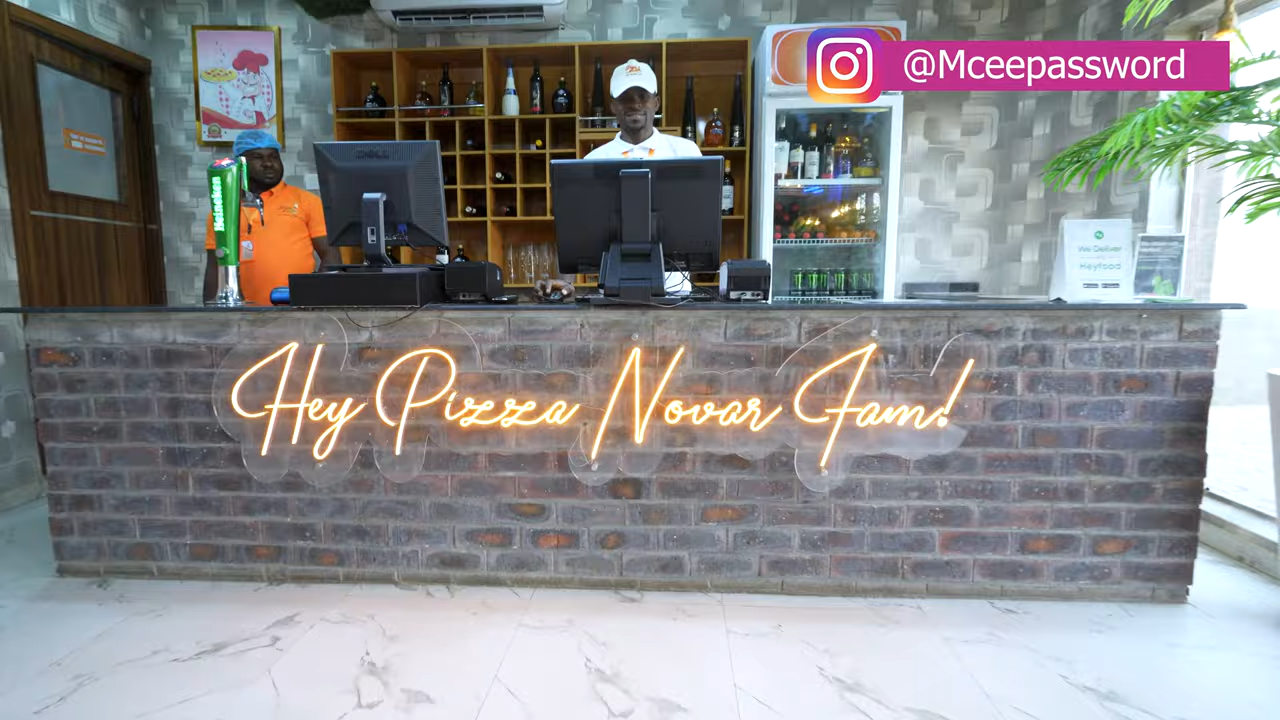 @Mceepassword
DELL
Heineken
We Deliver
Heyfood
Hey Pizza Novar Fam!